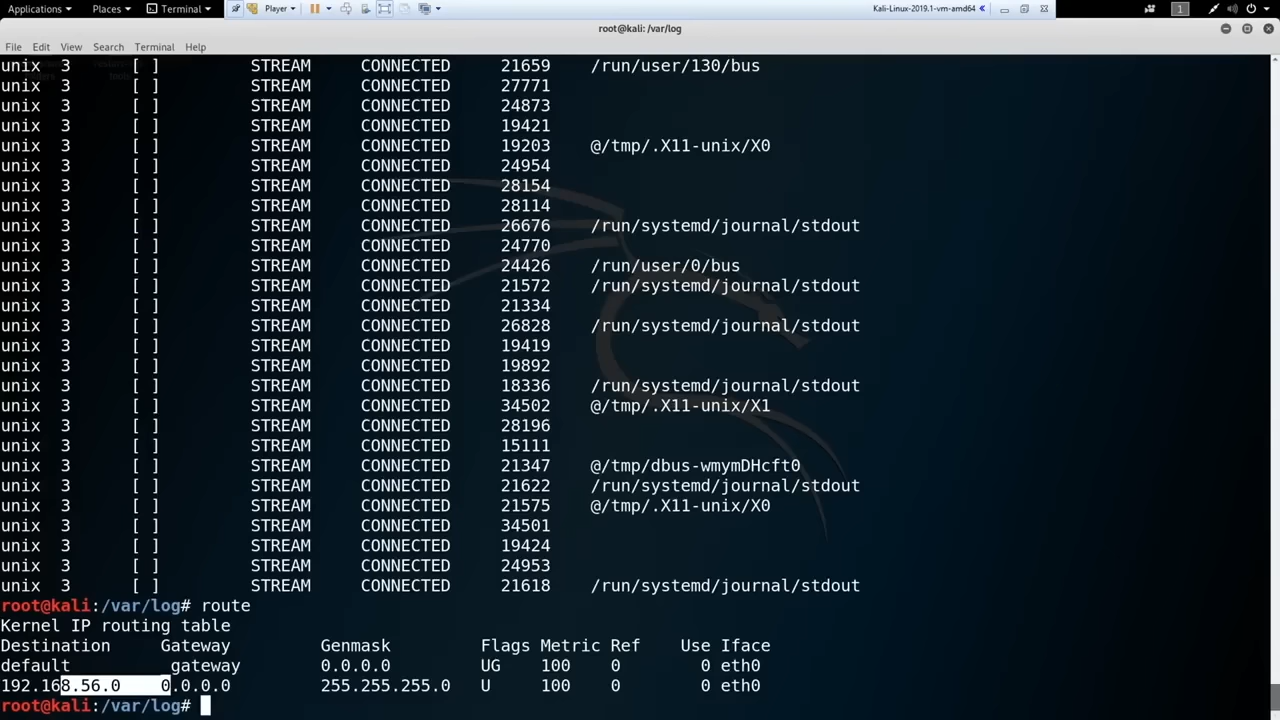 Applications Places Terminal Player Kali-Linux-2019.1-vm-amd64 1
root@kali: /var/log
File Edit View Search Terminal Help
unix 3 [ ] STREAM CONNECTED 21659 /run/user/130/bus
unix 3 [ ] STREAM CONNECTED 27771
unix 3 [ ] STREAM CONNECTED 24873
unix 3 [ ] STREAM CONNECTED 19421
unix 3 [ ] STREAM CONNECTED 19203 @/tmp/.X11-unix/X0
unix 3 [ ] STREAM CONNECTED 24954
unix 3 [ ] STREAM CONNECTED 28154
unix 3 [ ] STREAM CONNECTED 28114
unix 3 [ ] STREAM CONNECTED 26676 /run/systemd/journal/stdout
unix 3 [ ] STREAM CONNECTED 24770
unix 3 [ ] STREAM CONNECTED 24426 /run/user/0/bus
unix 3 [ ] STREAM CONNECTED 21572 /run/systemd/journal/stdout
unix 3 [ ] STREAM CONNECTED 21334
unix 3 [ ] STREAM CONNECTED 26828 /run/systemd/journal/stdout
unix 3 [ ] STREAM CONNECTED 19419
unix 3 [ ] STREAM CONNECTED 19892
unix 3 [ ] STREAM CONNECTED 18336 /run/systemd/journal/stdout
unix 3 [ ] STREAM CONNECTED 34502 @/tmp/.X11-unix/X1
unix 3 [ ] STREAM CONNECTED 28196
unix 3 [ ] STREAM CONNECTED 15111
unix 3 [ ] STREAM CONNECTED 21347 @/tmp/dbus-wmymDHcft0
unix 3 [ ] STREAM CONNECTED 21622 /run/systemd/journal/stdout
unix 3 [ ] STREAM CONNECTED 21575 @/tmp/.X11-unix/X0
unix 3 [ ] STREAM CONNECTED 34501
unix 3 [ ] STREAM CONNECTED 19424
unix 3 [ ] STREAM CONNECTED 24953
unix 3 [ ] STREAM CONNECTED 21618 /run/systemd/journal/stdout
root@kali:/var/log# route
Kernel IP routing table
Destination Gateway Genmask Flags Metric Ref Use Iface
default _gateway 0.0.0.0 UG 100 0 0 eth0
192.168.56.0 0.0.0.0 255.255.255.0 U 100 0 0 eth0
root@kali:/var/log#